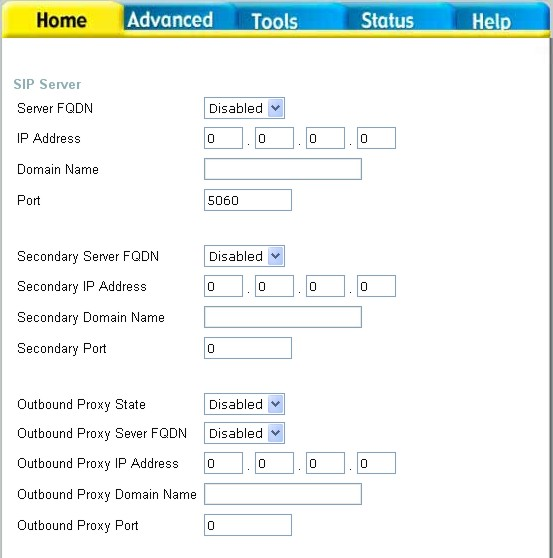 Home Advanced Tools Status Help
SIP Server
Server FQDN Disabled
IP Address 0 . 0 . 0 . 0
Domain Name
Port 5060
Secondary Server FQDN Disabled
Secondary IP Address 0 . 0 . 0 . 0
Secondary Domain Name
Secondary Port 0
Outbound Proxy State Disabled
Outbound Proxy Sever FQDN Disabled
Outbound Proxy IP Address 0 . 0 . 0 . 0
Outbound Proxy Domain Name
Outbound Proxy Port 0